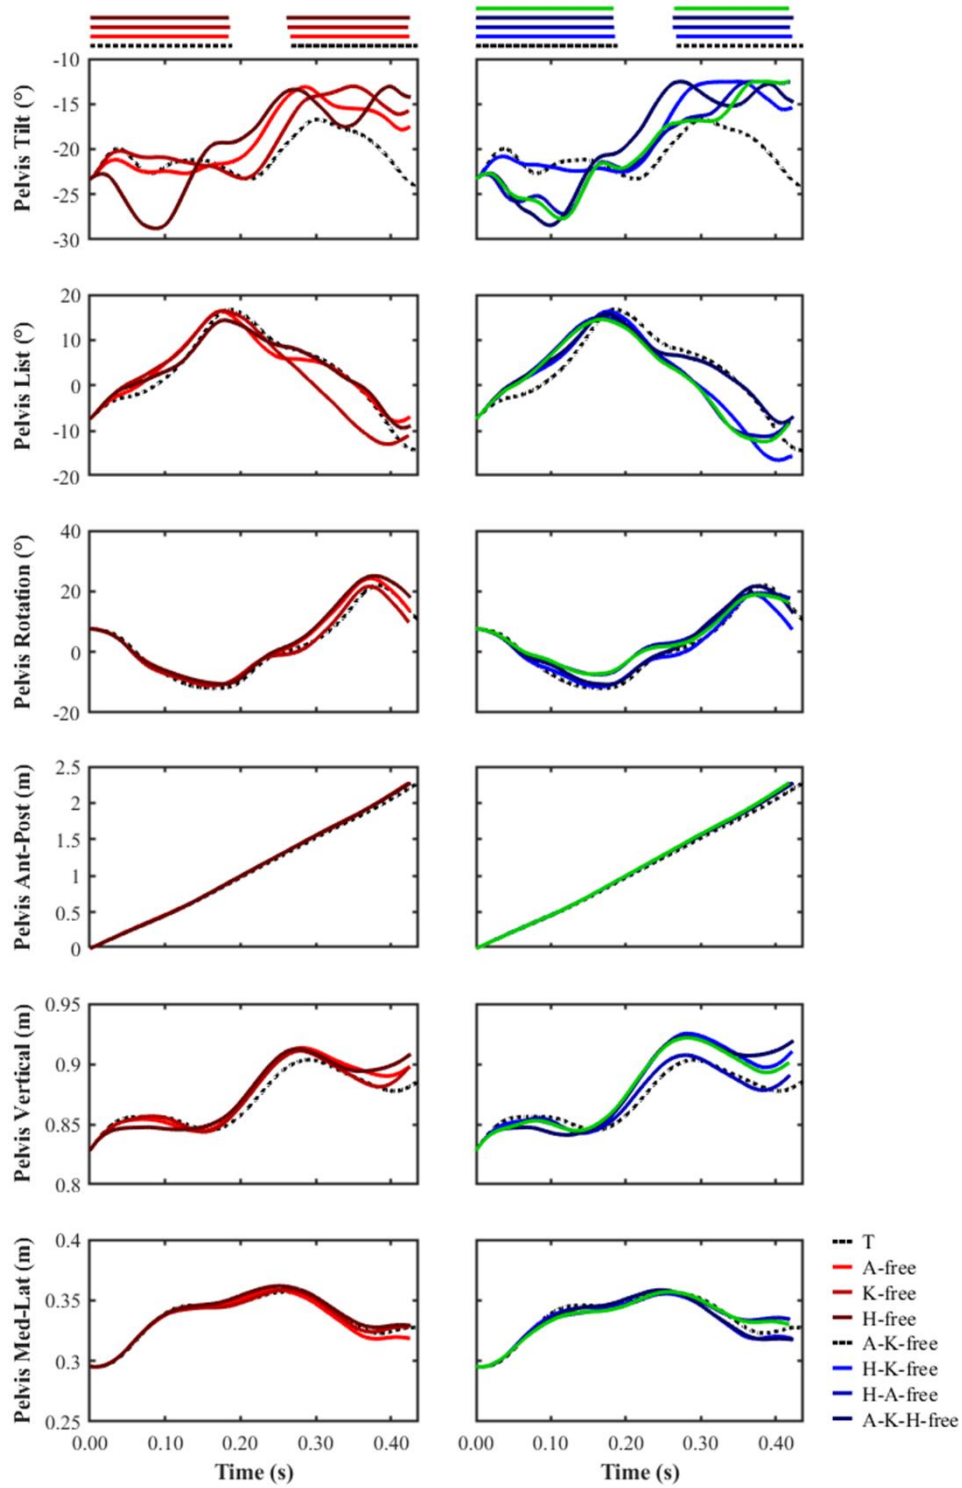 Pelvis Tilt (°)
-10
-15
-20
-25
-30
Pelvis List (°)
20
10
0
-10
-20
Pelvis Rotation (°)
40
20
0
-20
Pelvis Ant-Post (m)
2.5
2
1.5
1
0.5
0
Pelvis Vertical (m)
0.95
0.9
0.85
0.8
Pelvis Med-Lat (m)
0.4
0.35
0.3
0.25
0.00 0.10 0.20 0.30 0.40
Time (s)
0.00 0.10 0.20 0.30 0.40
Time (s)
T
A-free
K-free
H-free
A-K-free
H-K-free
H-A-free
A-K-H-free